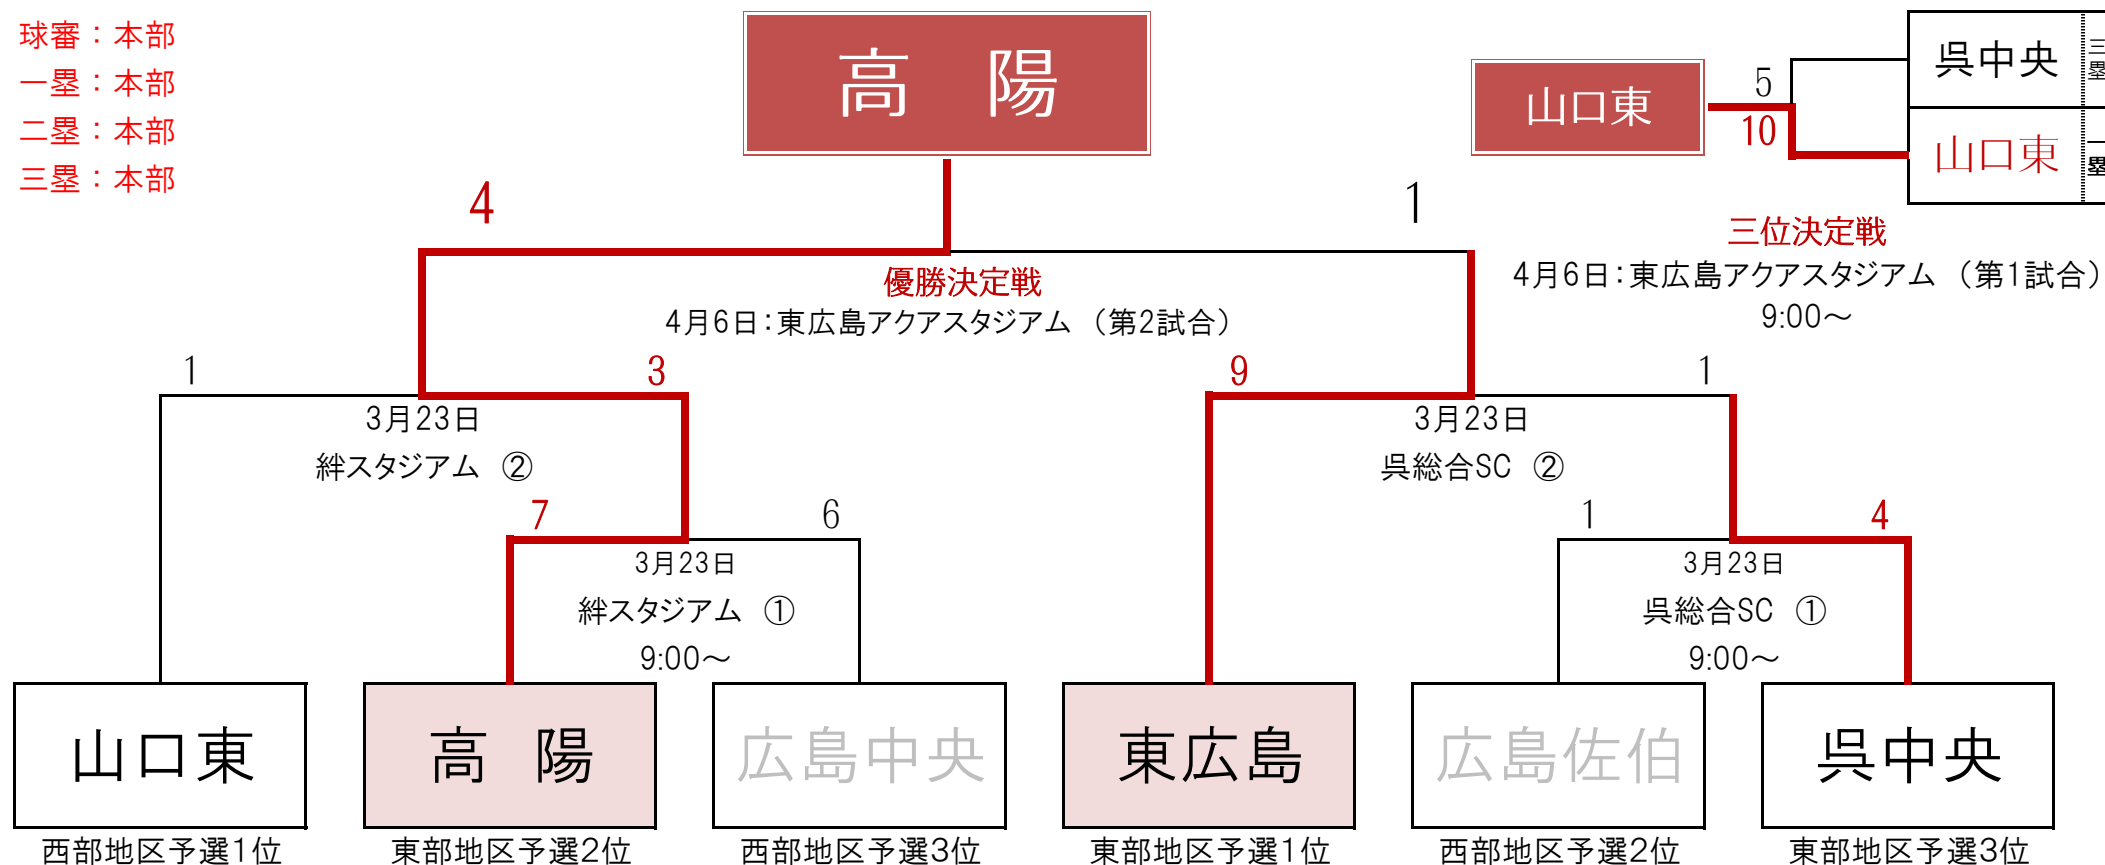 球審：本部
一塁：本部
二塁：本部
三塁：本部
高　陽
山口東
5
10
呉中央
三塁
山口東
一塁
4
1
三位決定戦
4月6日：東広島アクアスタジアム （第1試合）
9:00～
優勝決定戦
4月6日：東広島アクアスタジアム （第2試合）
1
3
9
1
3月23日
絆スタジアム　②
3月23日
呉総合SC　②
7
6
1
4
3月23日
絆スタジアム　①
9:00～
3月23日
呉総合SC　①
9:00～
山口東
高　陽
広島中央
東広島
広島佐伯
呉中央
西部地区予選1位
東部地区予選2位
西部地区予選3位
東部地区予選1位
西部地区予選2位
東部地区予選3位